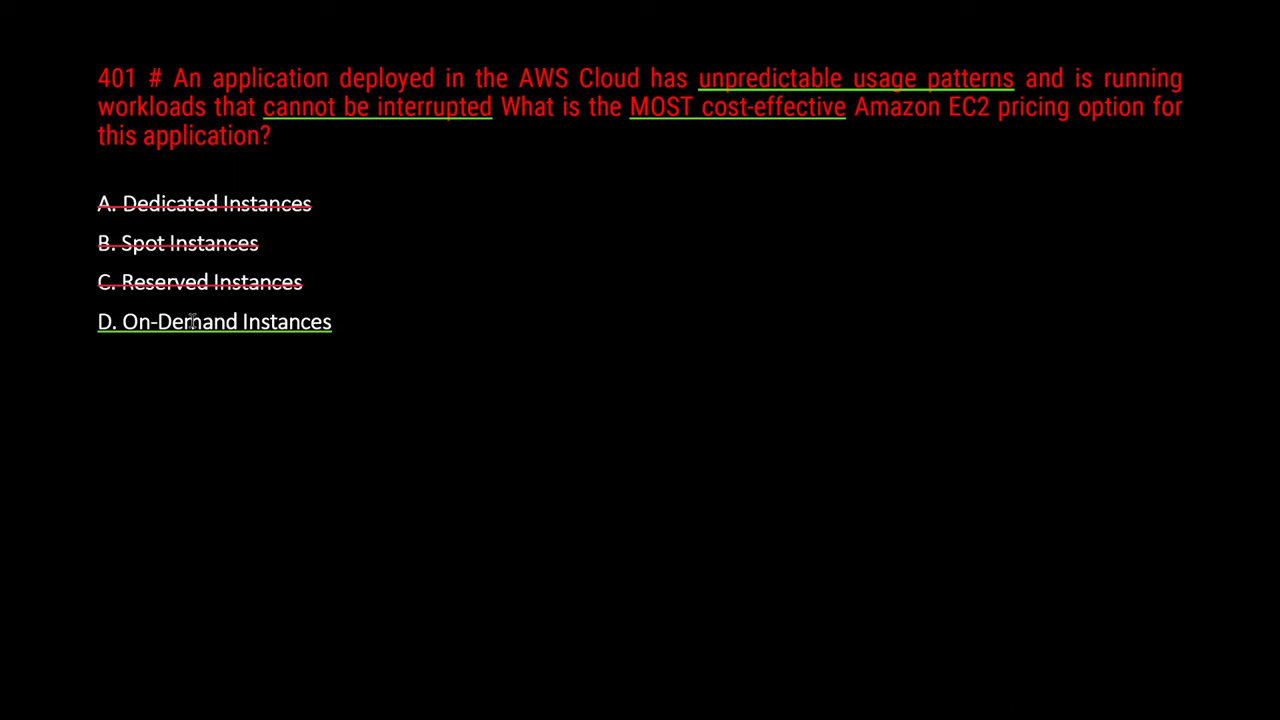 401 # An application deployed in the AWS Cloud has unpredictable usage patterns and is running
workloads that cannot be interrupted What is the MOST cost-effective Amazon EC2 pricing option for
this application?
A. Dedicated Instances
B. Spot Instances
C. Reserved Instances
D. On-Demand Instances